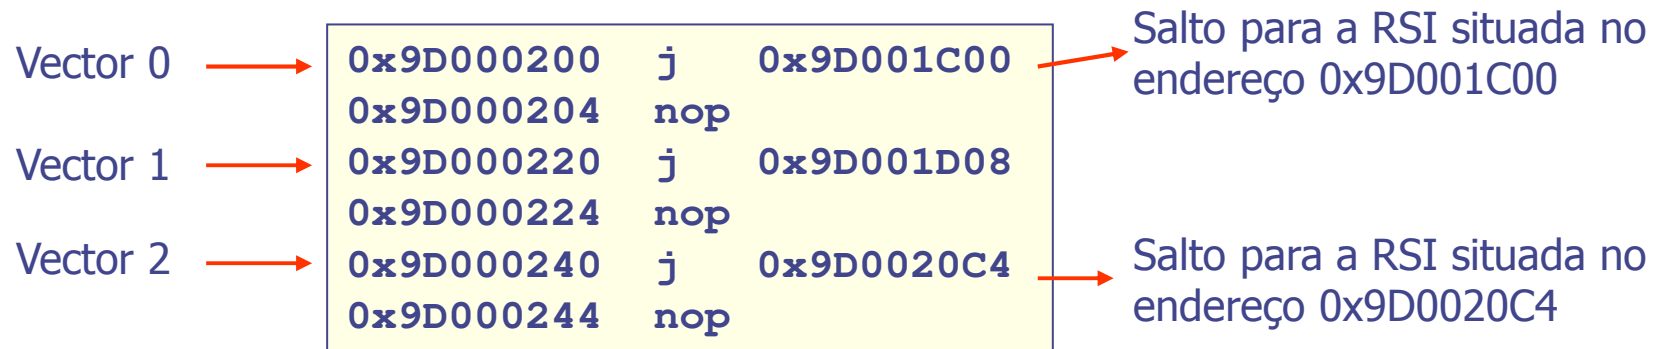 Vector 0
0x9D000200 j 0x9D001C00
Salto para a RSI situada no
endereço 0x9D001C00
0x9D000204 nop
Vector 1
0x9D000220 j 0x9D001D08
0x9D000224 nop
Vector 2
0x9D000240 j 0x9D0020C4
Salto para a RSI situada no
endereço 0x9D0020C4
0x9D000244 nop